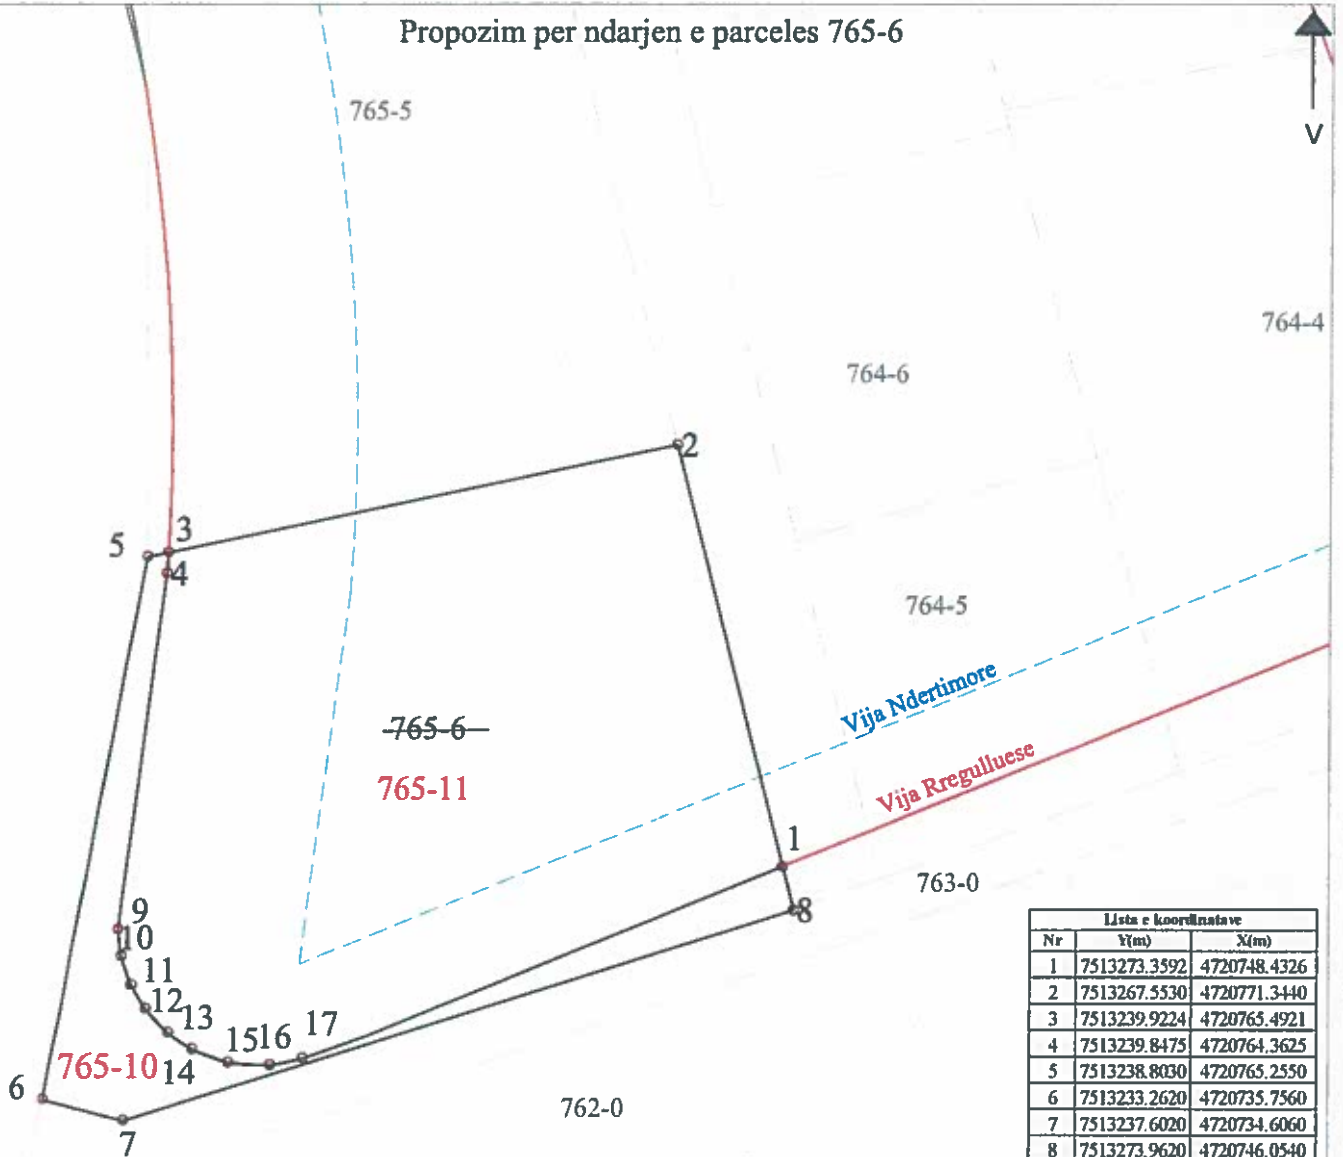 Propozim per ndarjen e parceles 765-6
V
765-5
764-4
764-6
2
3
5
4
764-5
Vija Ndertimore
765-6
Vija Rregulluese
765-11
1
763-0
8
9
10
11
12
13
17
15 16
765-10 14
6
762-0
7
Lista e koordinatave
Nr Y(m) X(m)
1 7513273.3592 4720748.4326
2 7513267.5530 4720771.3440
3 7513239.9224 4720765.4921
4 7513239.8475 4720764.3625
5 7513238.8030 4720765.2550
6 7513233.2620 4720735.7560
7 7513237.6020 4720734.6060
8 7513273.9620 4720746.0540